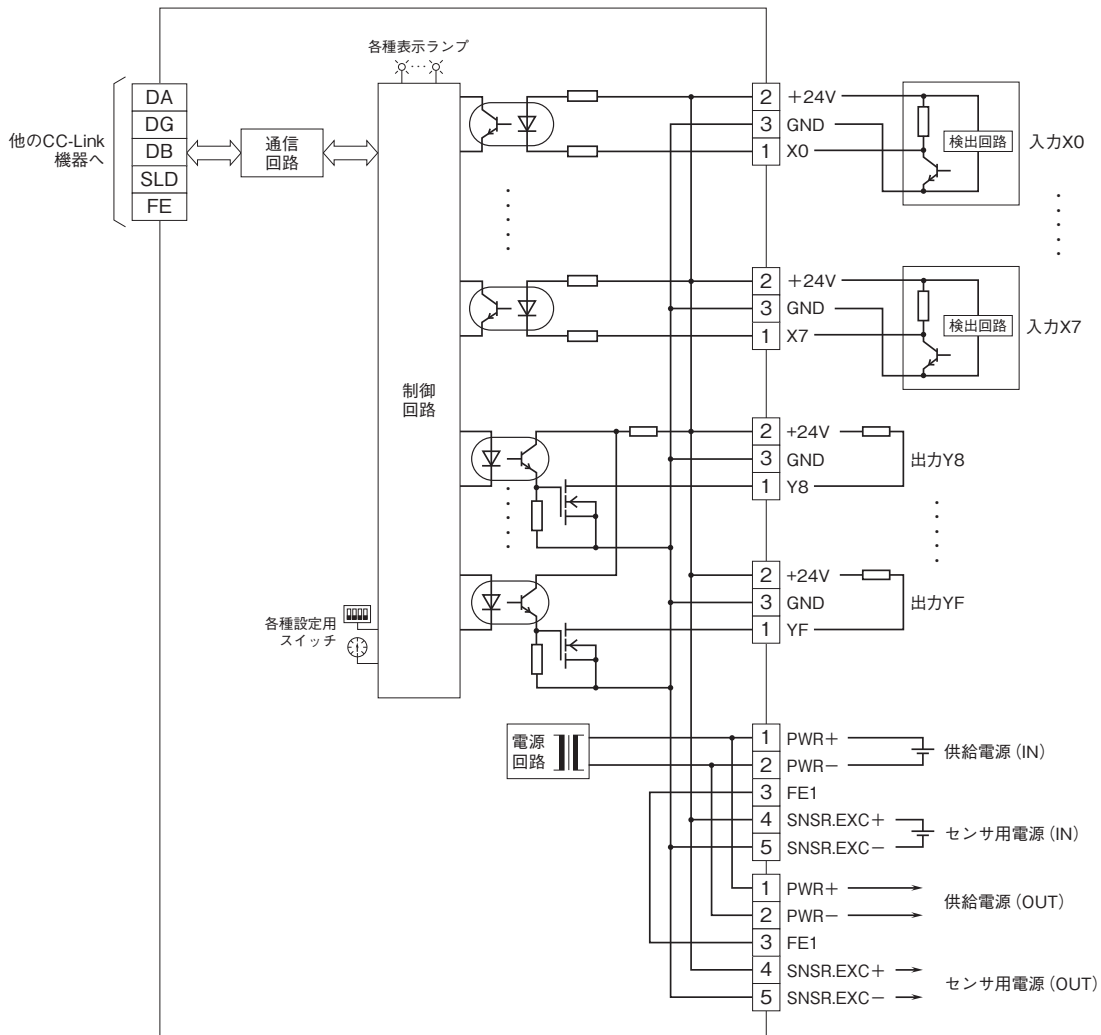 各種表示ランプ
DA
DG
DB
SLD
FE
他のCC-Link
機器へ
通信
回路
制御
回路
各種設定用
スイッチ
2 +24V
3 GND
1 X0
検出回路
入力X0
2 +24V
3 GND
1 X7
検出回路
入力X7
2 +24V
3 GND
1 Y8
出力Y8
2 +24V
3 GND
1 YF
出力YF
電源
回路
1 PWR+
2 PWR−
3 FE1
4 SNSR.EXC+
5 SNSR.EXC−
供給電源(IN)
センサ用電源(IN)
1 PWR+
2 PWR−
3 FE1
4 SNSR.EXC+
5 SNSR.EXC−
供給電源(OUT)
センサ用電源(OUT)